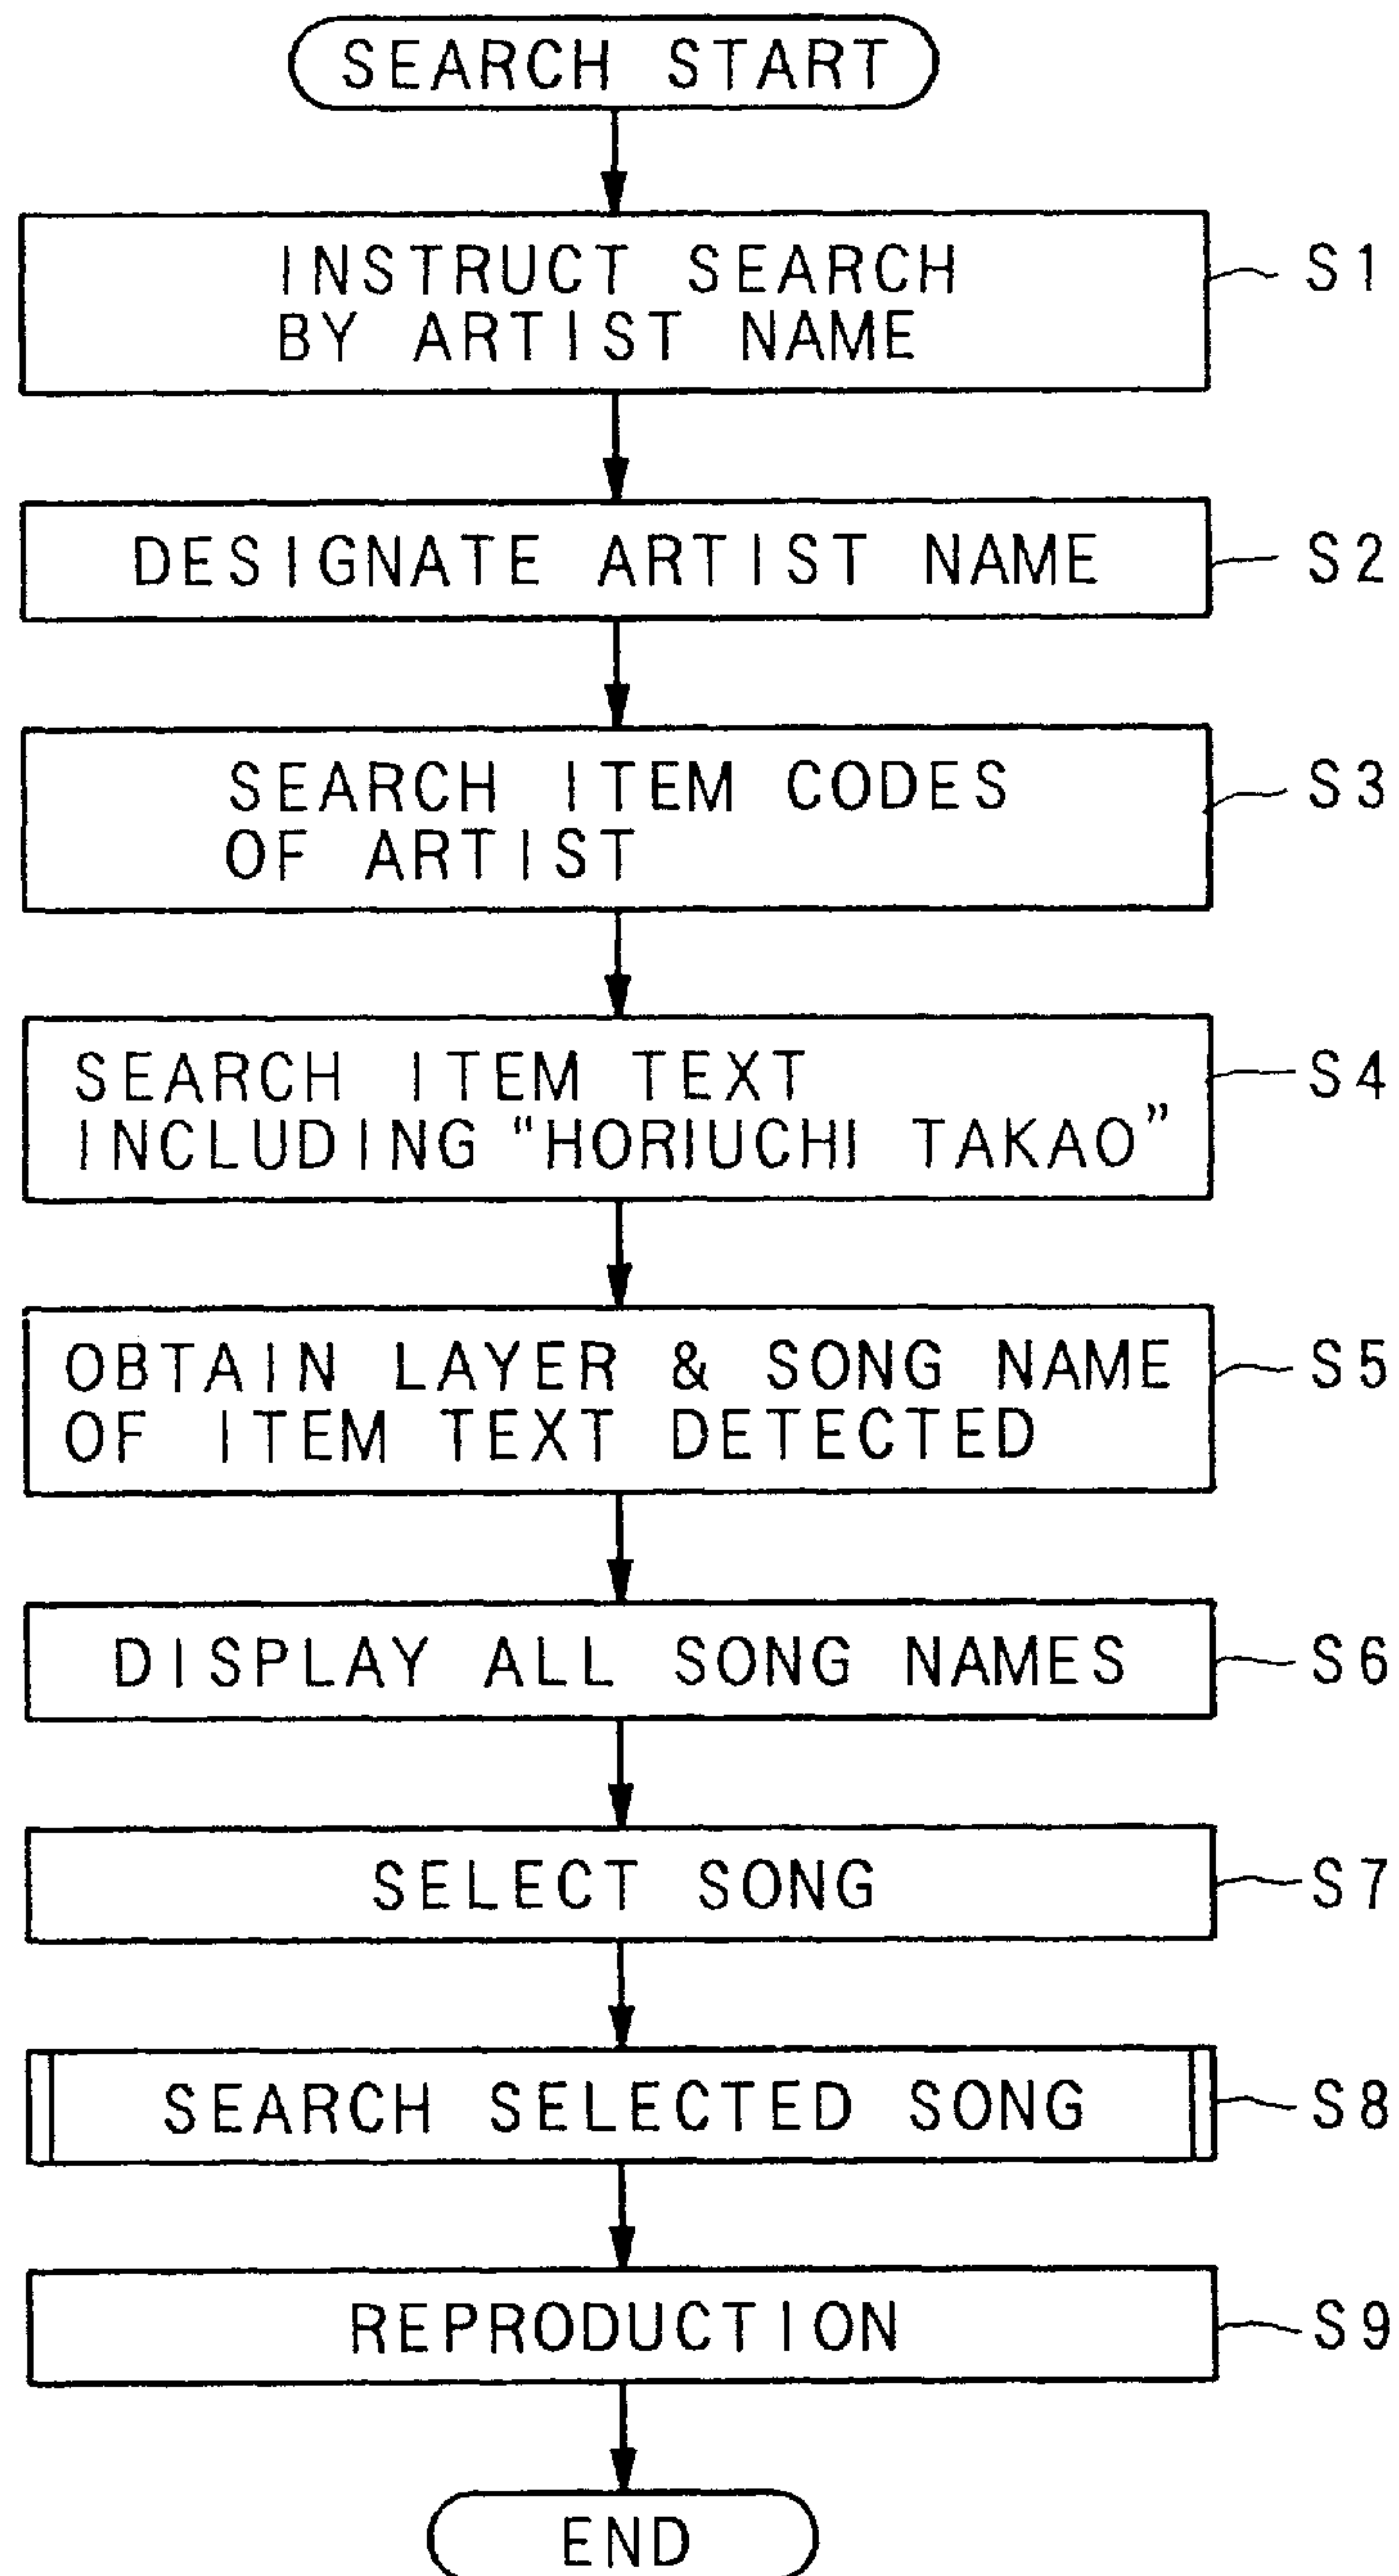 SEARCH START
INSTRUCT SEARCH
BY ARTIST NAME
S1
DESIGNATE ARTIST NAME
S2
SEARCH ITEM CODES
OF ARTIST
S3
SEARCH ITEM TEXT
INCLUDING "HORIUCHI TAKAO"
S4
OBTAIN LAYER & SONG NAME
OF ITEM TEXT DETECTED
S5
DISPLAY ALL SONG NAMES
S6
SELECT SONG
S7
SEARCH SELECTED SONG
S8
REPRODUCTION
S9
END